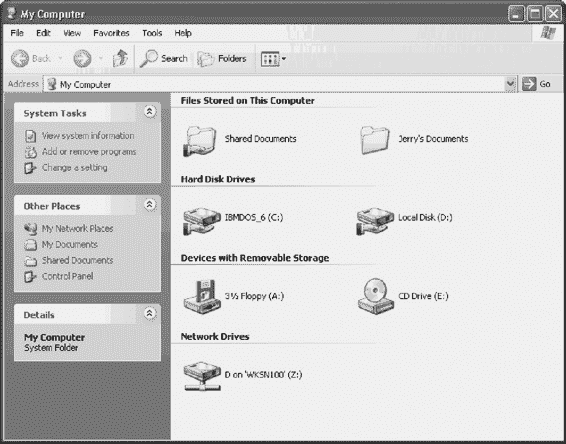 My Computer
File Edit View Favorites Tools Help
Back Search Folders
Address My Computer Go
System Tasks
View system information
Add or remove programs
Change a setting
Other Places
My Network Places
My Documents
Shared Documents
Control Panel
Details
My Computer
System Folder
Files Stored on This Computer
Shared Documents Jerry's Documents
Hard Disk Drives
IBMDOS_6 (C:) Local Disk (D:)
Devices with Removable Storage
3½ Floppy (A:) CD Drive (E:)
Network Drives
D on 'WKSN100' (Z:)